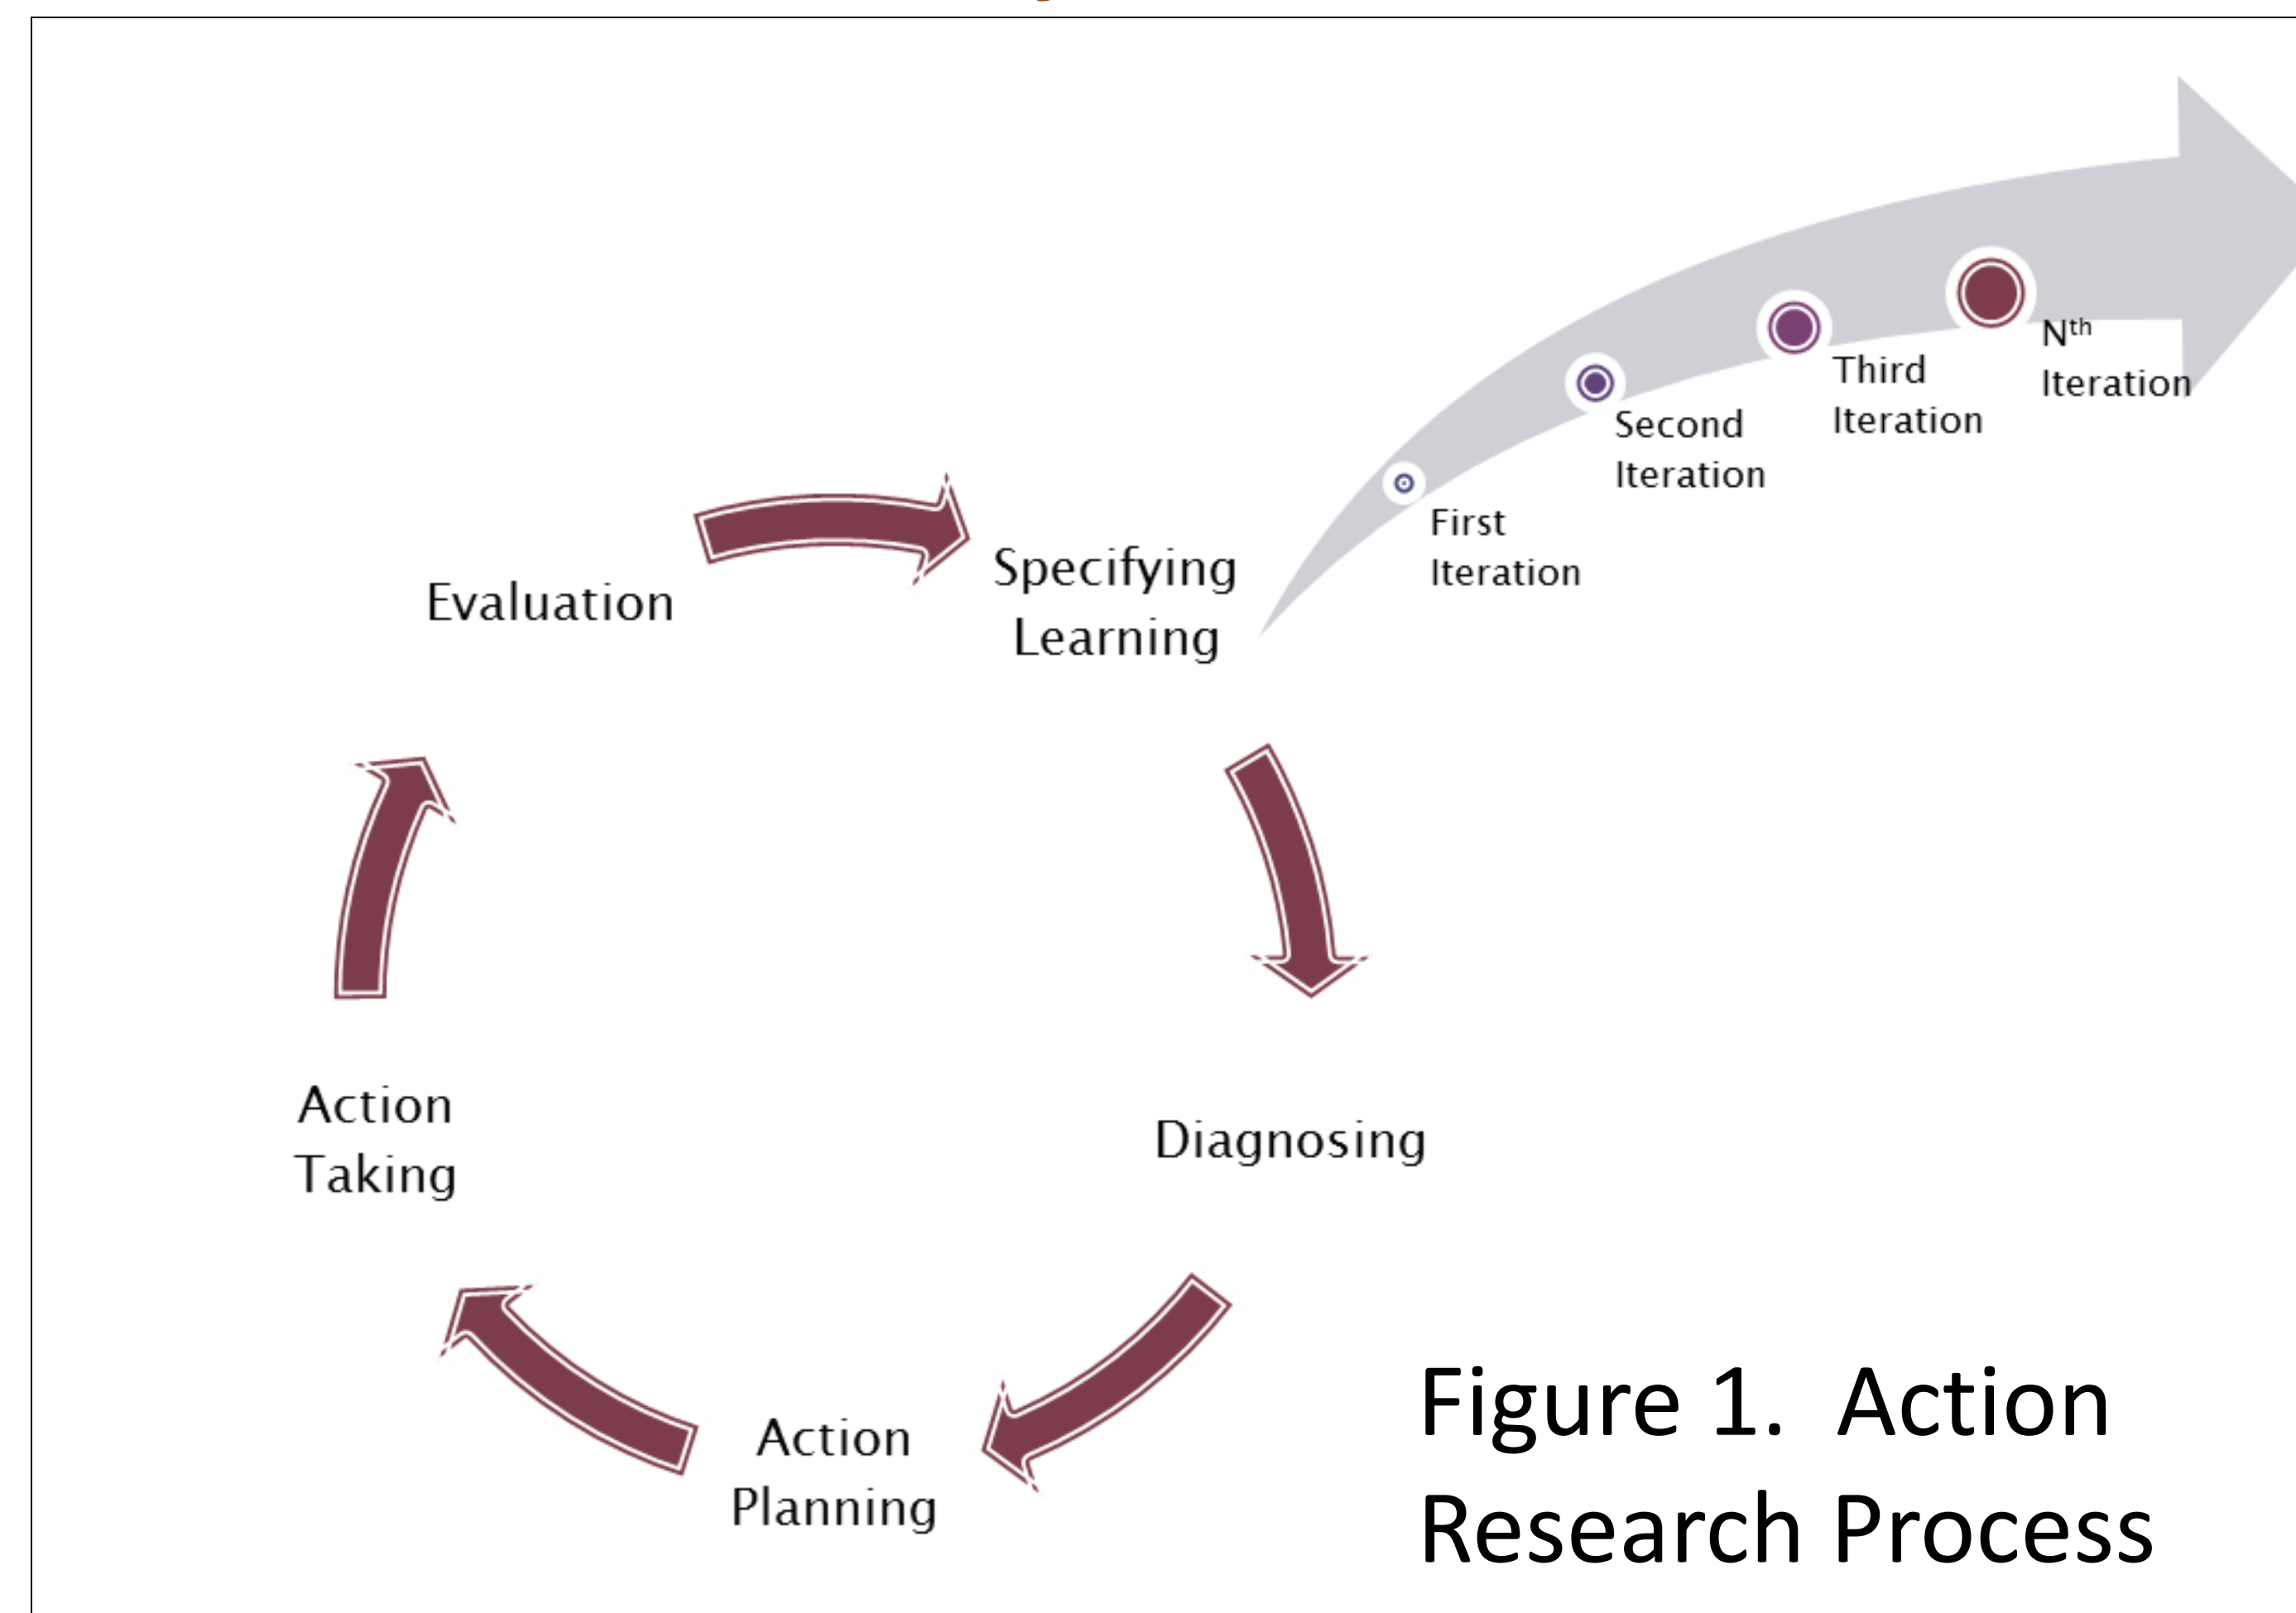 Nth
Iteration
Third
Iteration
Second
Iteration
First
Iteration
Specifying
Learning
Evaluation
Action
Taking
Diagnosing
Action
Planning
Figure 1. Action
Research Process